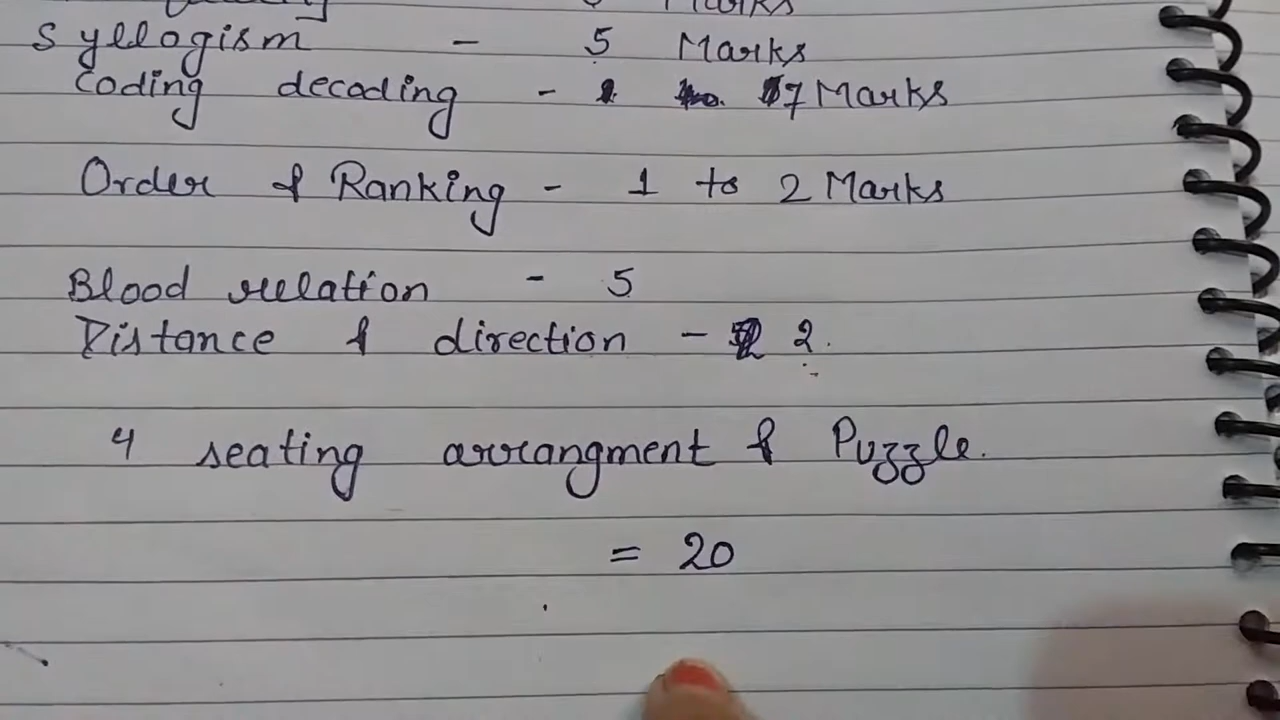 Marks
Syllogism - 5 Marks
Coding decoding - 7 Marks
Order & Ranking - 1 to 2 Marks
Blood relation - 5
Distance & direction - 2.
4 seating arrangment & Puzzle.
= 20